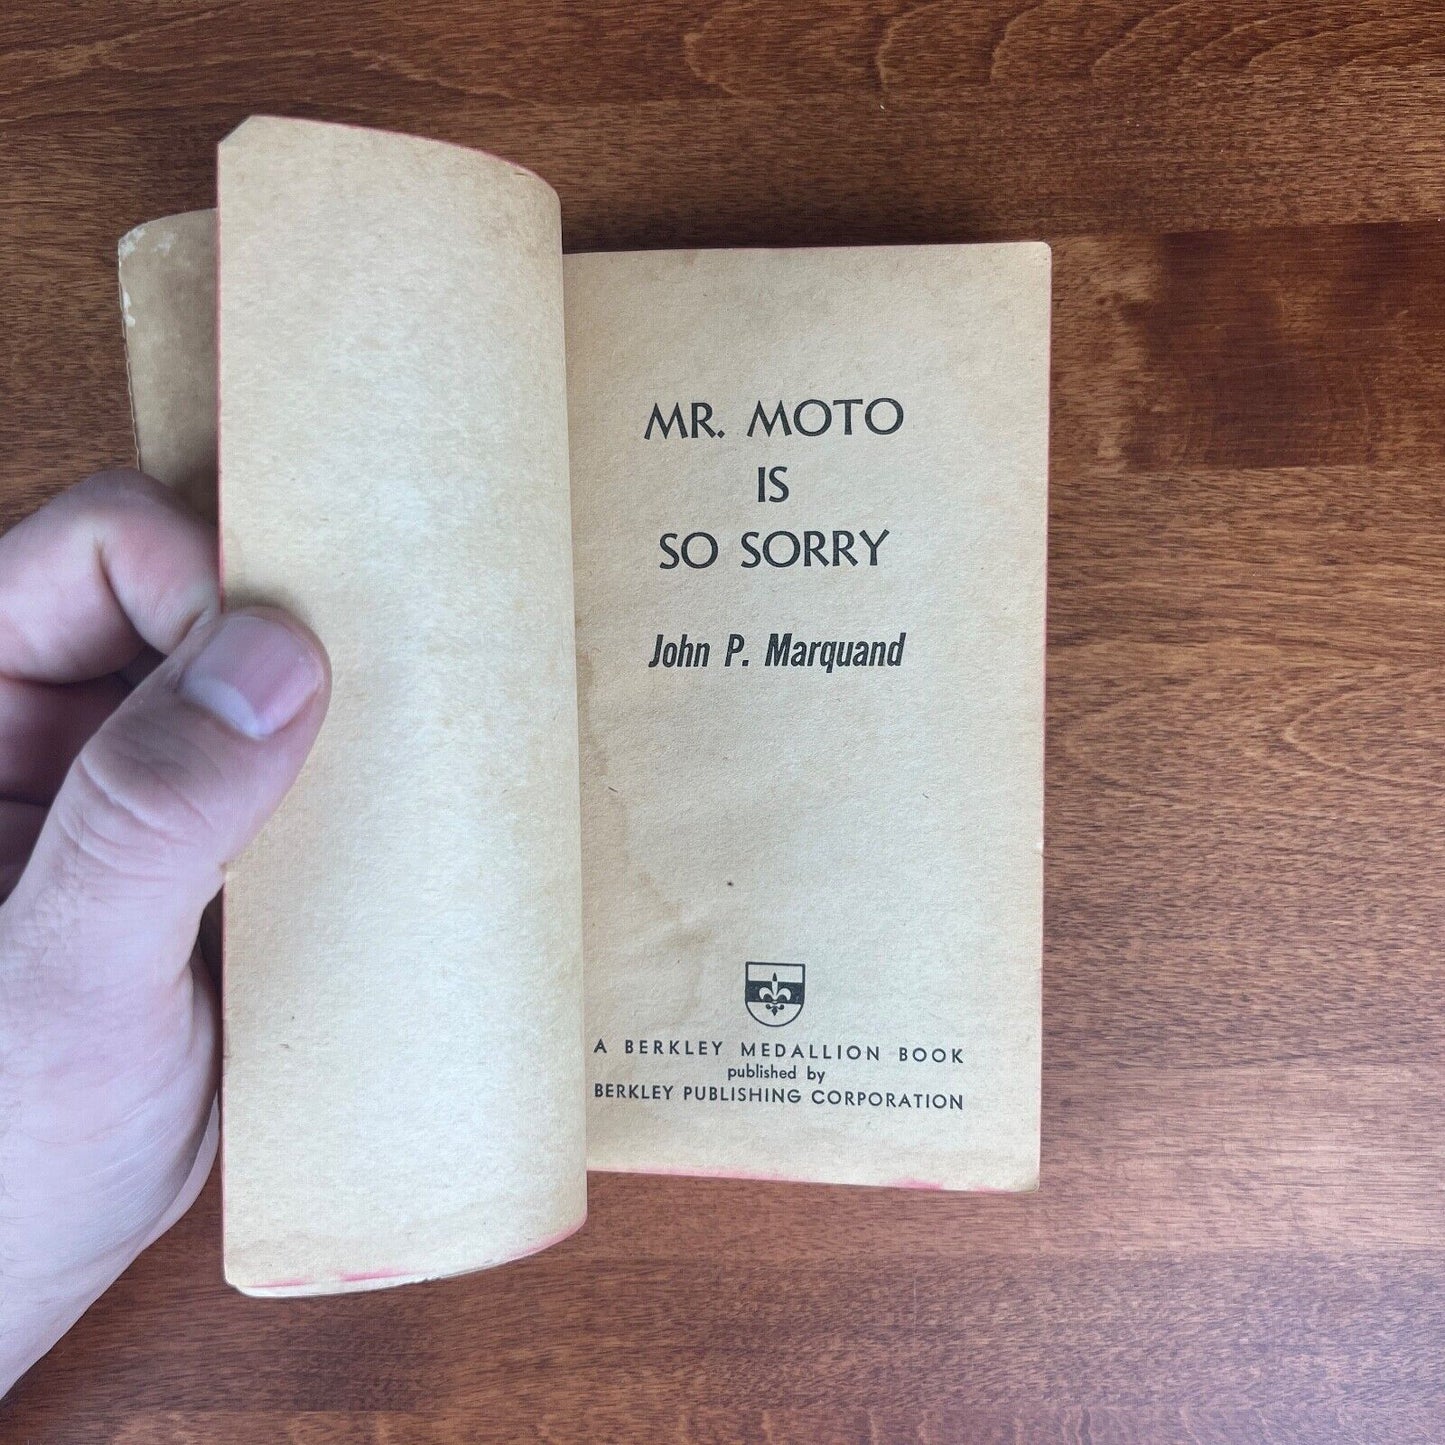 MR. MOTO
IS
SO SORRY
John P. Marquand
A BERKLEY MEDALLION BOOK
published by
BERKLEY PUBLISHING CORPORATION